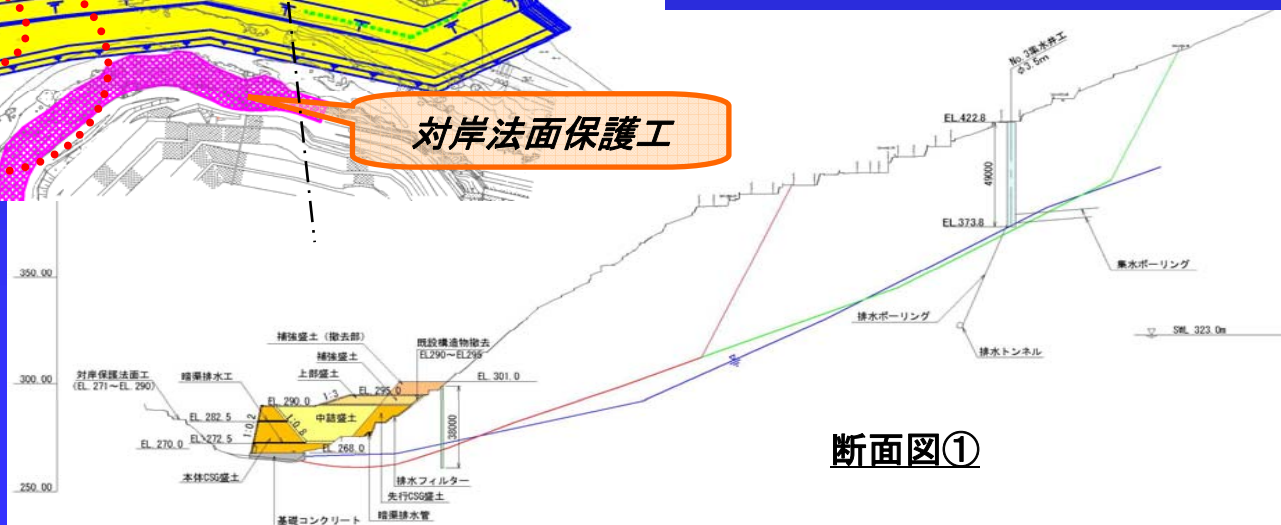 対岸法面保護工
No.3集水井工
φ3.5m
EL.422.8
49000
EL.373.8
集水ボーリング
排水ボーリング
排水トンネル
SWL 323.0m
350.00
300.00
250.00
補強盛土(撤去部)
補強盛土
上部盛土
既設構造物撤去
EL290~EL295
対岸保護法面工
(EL. 271~EL. 290)
暗渠排水工
EL. 301.0
EL. 295.0
1:3
EL. 290.0
中詰盛土
EL. 282.5
1:0.2
1:0.8
38000
EL. 272.5
EL. 270.0
EL. 268.0
本体CSG盛土
排水フィルター
先行CSG盛土
暗渠排水管
基礎コンクリート
断面図①